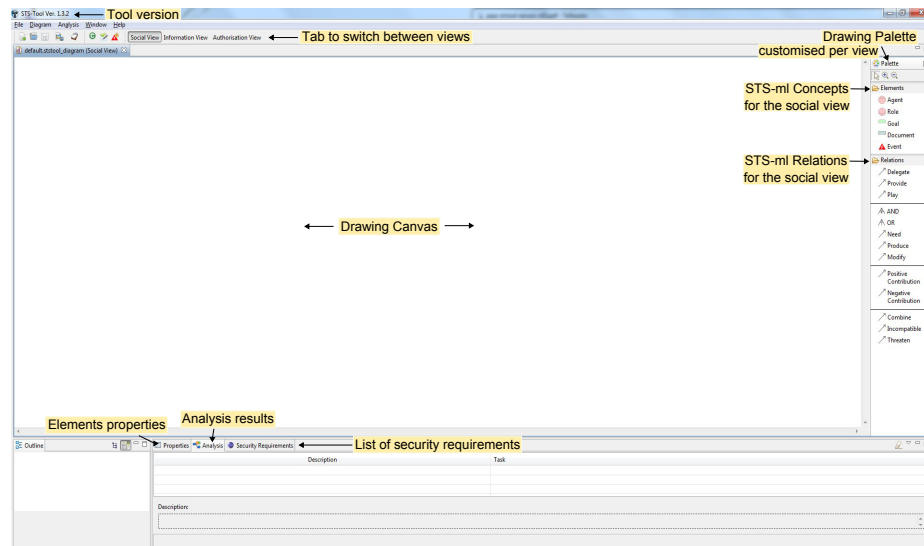 STS-Tool Ver. 1.3.2
Tool version
File Diagram Analysis Window Help
Social View Information View Authorisation View
Tab to switch between views
Drawing Palette
customised per view
default.ststool_diagram (Social View)
Palette
STS-ml Concepts
for the social view
Elements
Agent
Role
Goal
Document
Event
STS-ml Relations
for the social view
Relations
Delegate
Provide
Play
AND
OR
Need
Produce
Modify
Drawing Canvas
Positive
Contribution
Negative
Contribution
Combine
Incompatible
Threaten
Elements properties
Analysis results
List of security requirements
Outline
Properties Analysis Security Requirements
Description Task
Description: